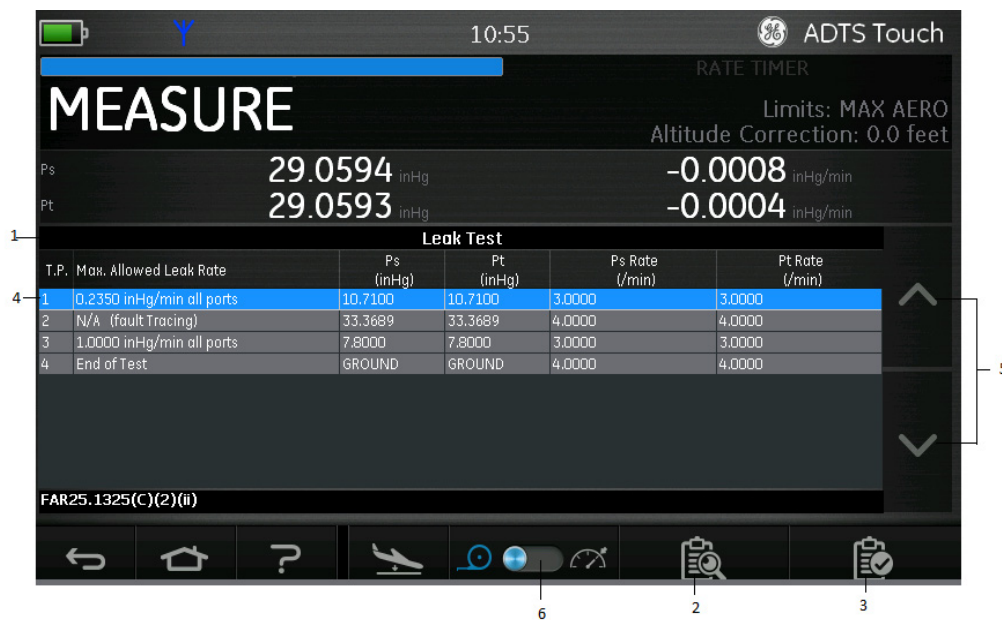 10:55
ADTS Touch
RATE TIMER
MEASURE
Limits: MAX AERO
Altitude Correction: 0.0 feet
Ps 29.0594 inHg -0.0008 inHg/min
Pt 29.0593 inHg -0.0004 inHg/min
1
Leak Test
T.P. Max. Allowed Leak Rate Ps (inHg) Pt (inHg) Ps Rate (/min) Pt Rate (/min)
4
1 0.2350 inHg/min all ports 10.7100 10.7100 3.0000 3.0000
2 N/A (fault Tracing) 33.3689 33.3689 4.0000 4.0000
3 1.0000 inHg/min all ports 7.8000 7.8000 3.0000 3.0000
4 End of Test GROUND GROUND 4.0000 4.0000
FAR25.1325(C)(2)(ii)
?
6
2
3